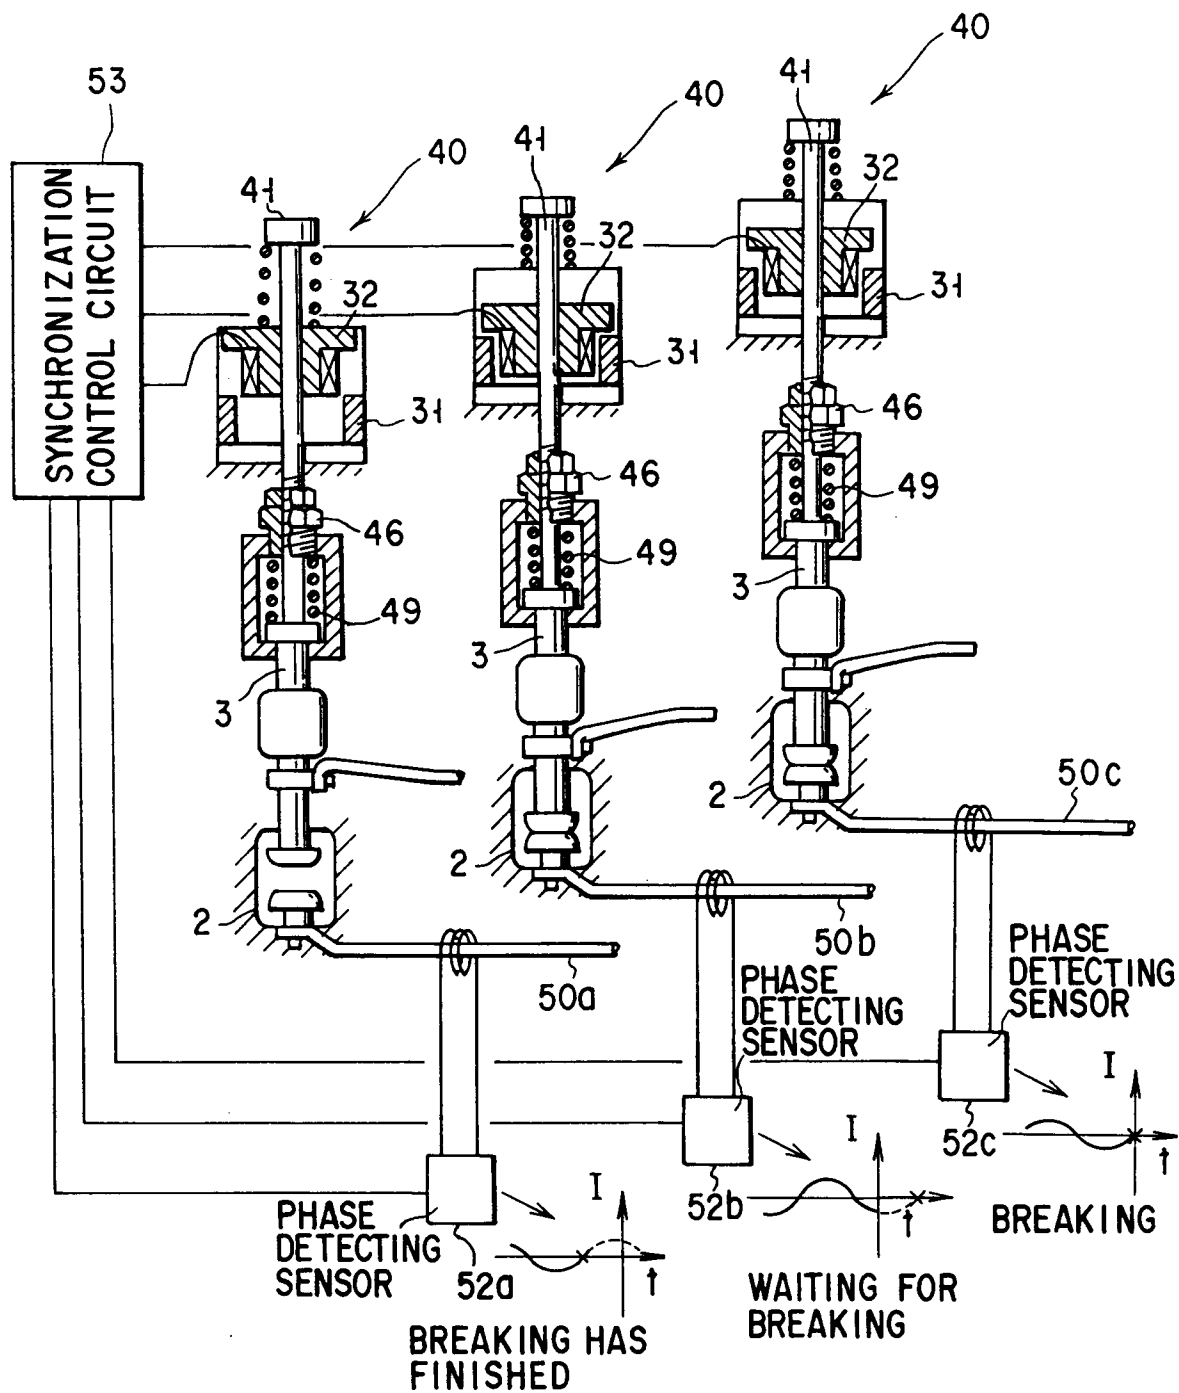 40
41
40
53
41
32
40
41
32
31
32
31
46
31
46
49
46
49
3
49
3
3
2
50c
2
2
50b
50a
PHASE
DETECTING
SENSOR
PHASE
DETECTING
SENSOR
SYNCHRONIZATION
CONTROL CIRCUIT
I
52c
t
BREAKING
I
52b
t
WAITING FOR
BREAKING
PHASE
DETECTING
SENSOR
52a
I
t
BREAKING HAS
FINISHED